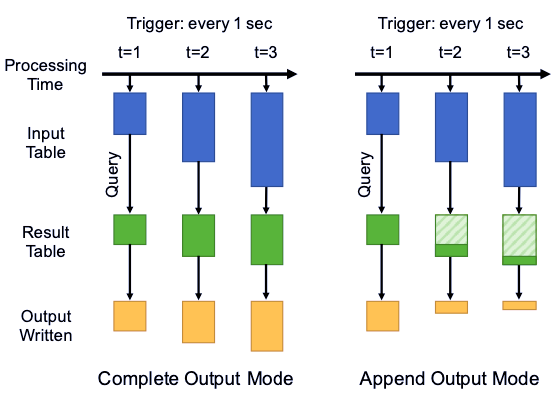 Trigger: every 1 sec
Trigger: every 1 sec
t=1 t=2 t=3
t=1 t=2 t=3
Processing
Time
Input
Table
Query
Query
Result
Table
Output
Written
Complete Output Mode
Append Output Mode